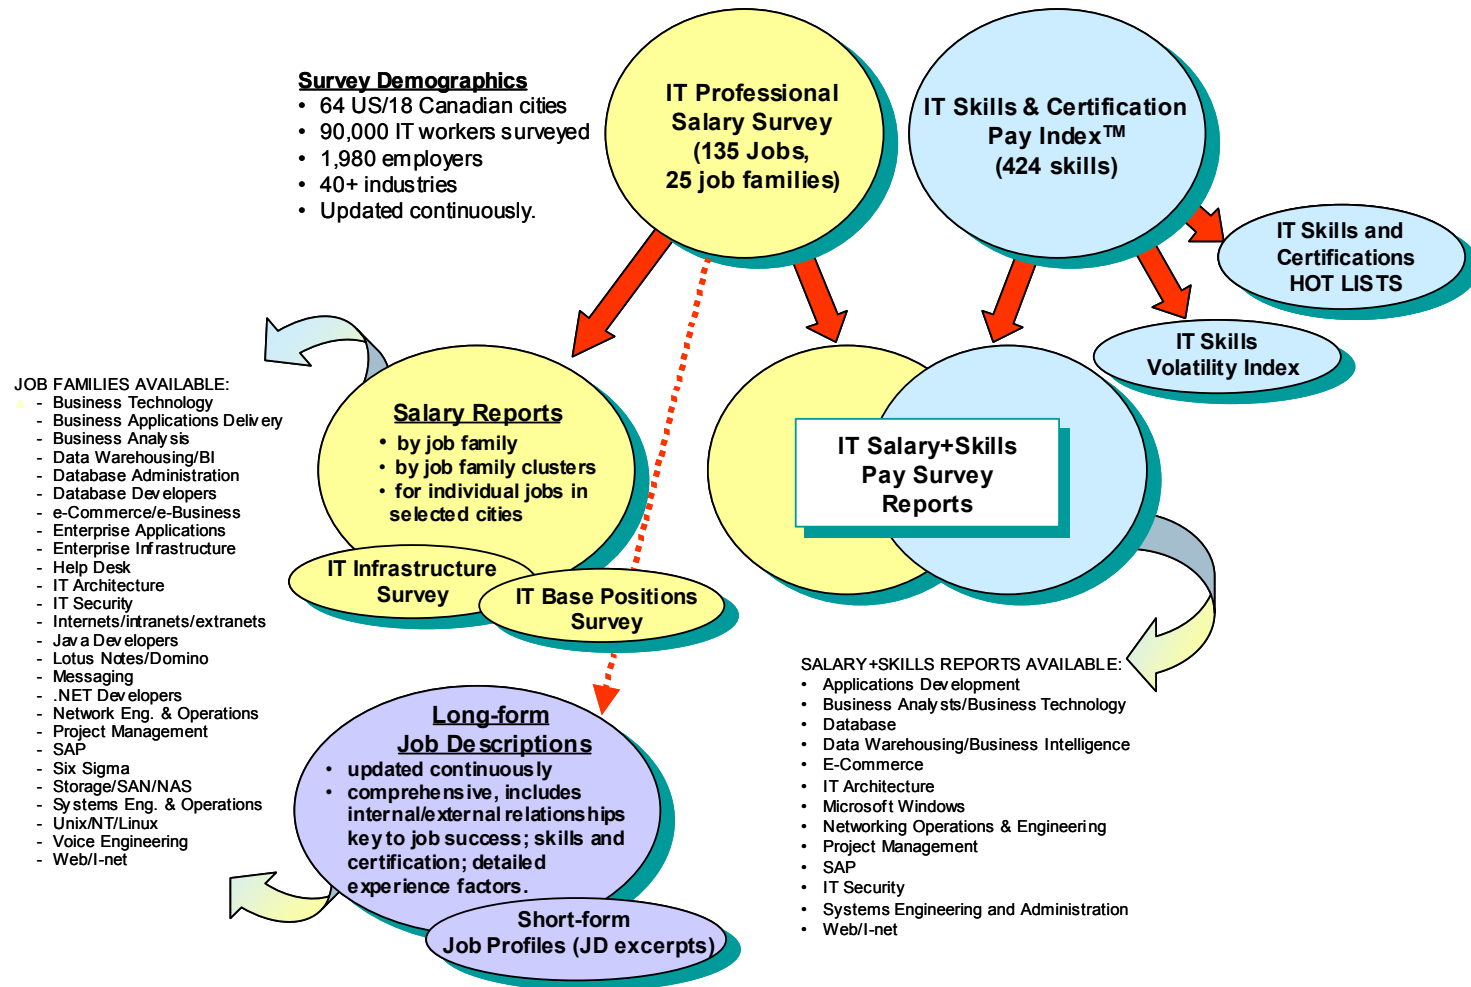 Survey Demographics
• 64 US/18 Canadian cities
• 90,000 IT workers surveyed
• 1,980 employers
• 40+ industries
• Updated continuously.
IT Professional
Salary Survey
(135 Jobs,
25 job families)
IT Skills & Certification
Pay Index™
(424 skills)
IT Skills and
Certifications
HOT LISTS
IT Skills
Volatility Index
JOB FAMILIES AVAILABLE:
- Business Technology
- Business Applications Delivery
- Business Analysis
- Data Warehousing/BI
- Database Administration
- Database Developers
- e-Commerce/e-Business
- Enterprise Applications
- Enterprise Infrastructure
- Help Desk
- IT Architecture
- IT Security
- Internets/intranets/extranets
- Java Developers
- Lotus Notes/Domino
- Messaging
- .NET Developers
- Network Eng. & Operations
- Project Management
- SAP
- Six Sigma
- Storage/SAN/NAS
- Systems Eng. & Operations
- Unix/NT/Linux
- Voice Engineering
- Web/I-net
Salary Reports
• by job family
• by job family clusters
• for individual jobs in
selected cities
IT Infrastructure
Survey
IT Base Positions
Survey
IT Salary+Skills
Pay Survey
Reports
Long-form
Job Descriptions
• updated continuously
• comprehensive, includes
internal/external relationships
key to job success; skills and
certification; detailed
experience factors.
Short-form
Job Profiles (JD excerpts)
SALARY+SKILLS REPORTS AVAILABLE:
• Applications Development
• Business Analysts/Business Technology
• Database
• Data Warehousing/Business Intelligence
• E-Commerce
• IT Architecture
• Microsoft Windows
• Networking Operations & Engineering
• Project Management
• SAP
• IT Security
• Systems Engineering and Administration
• Web/I-net